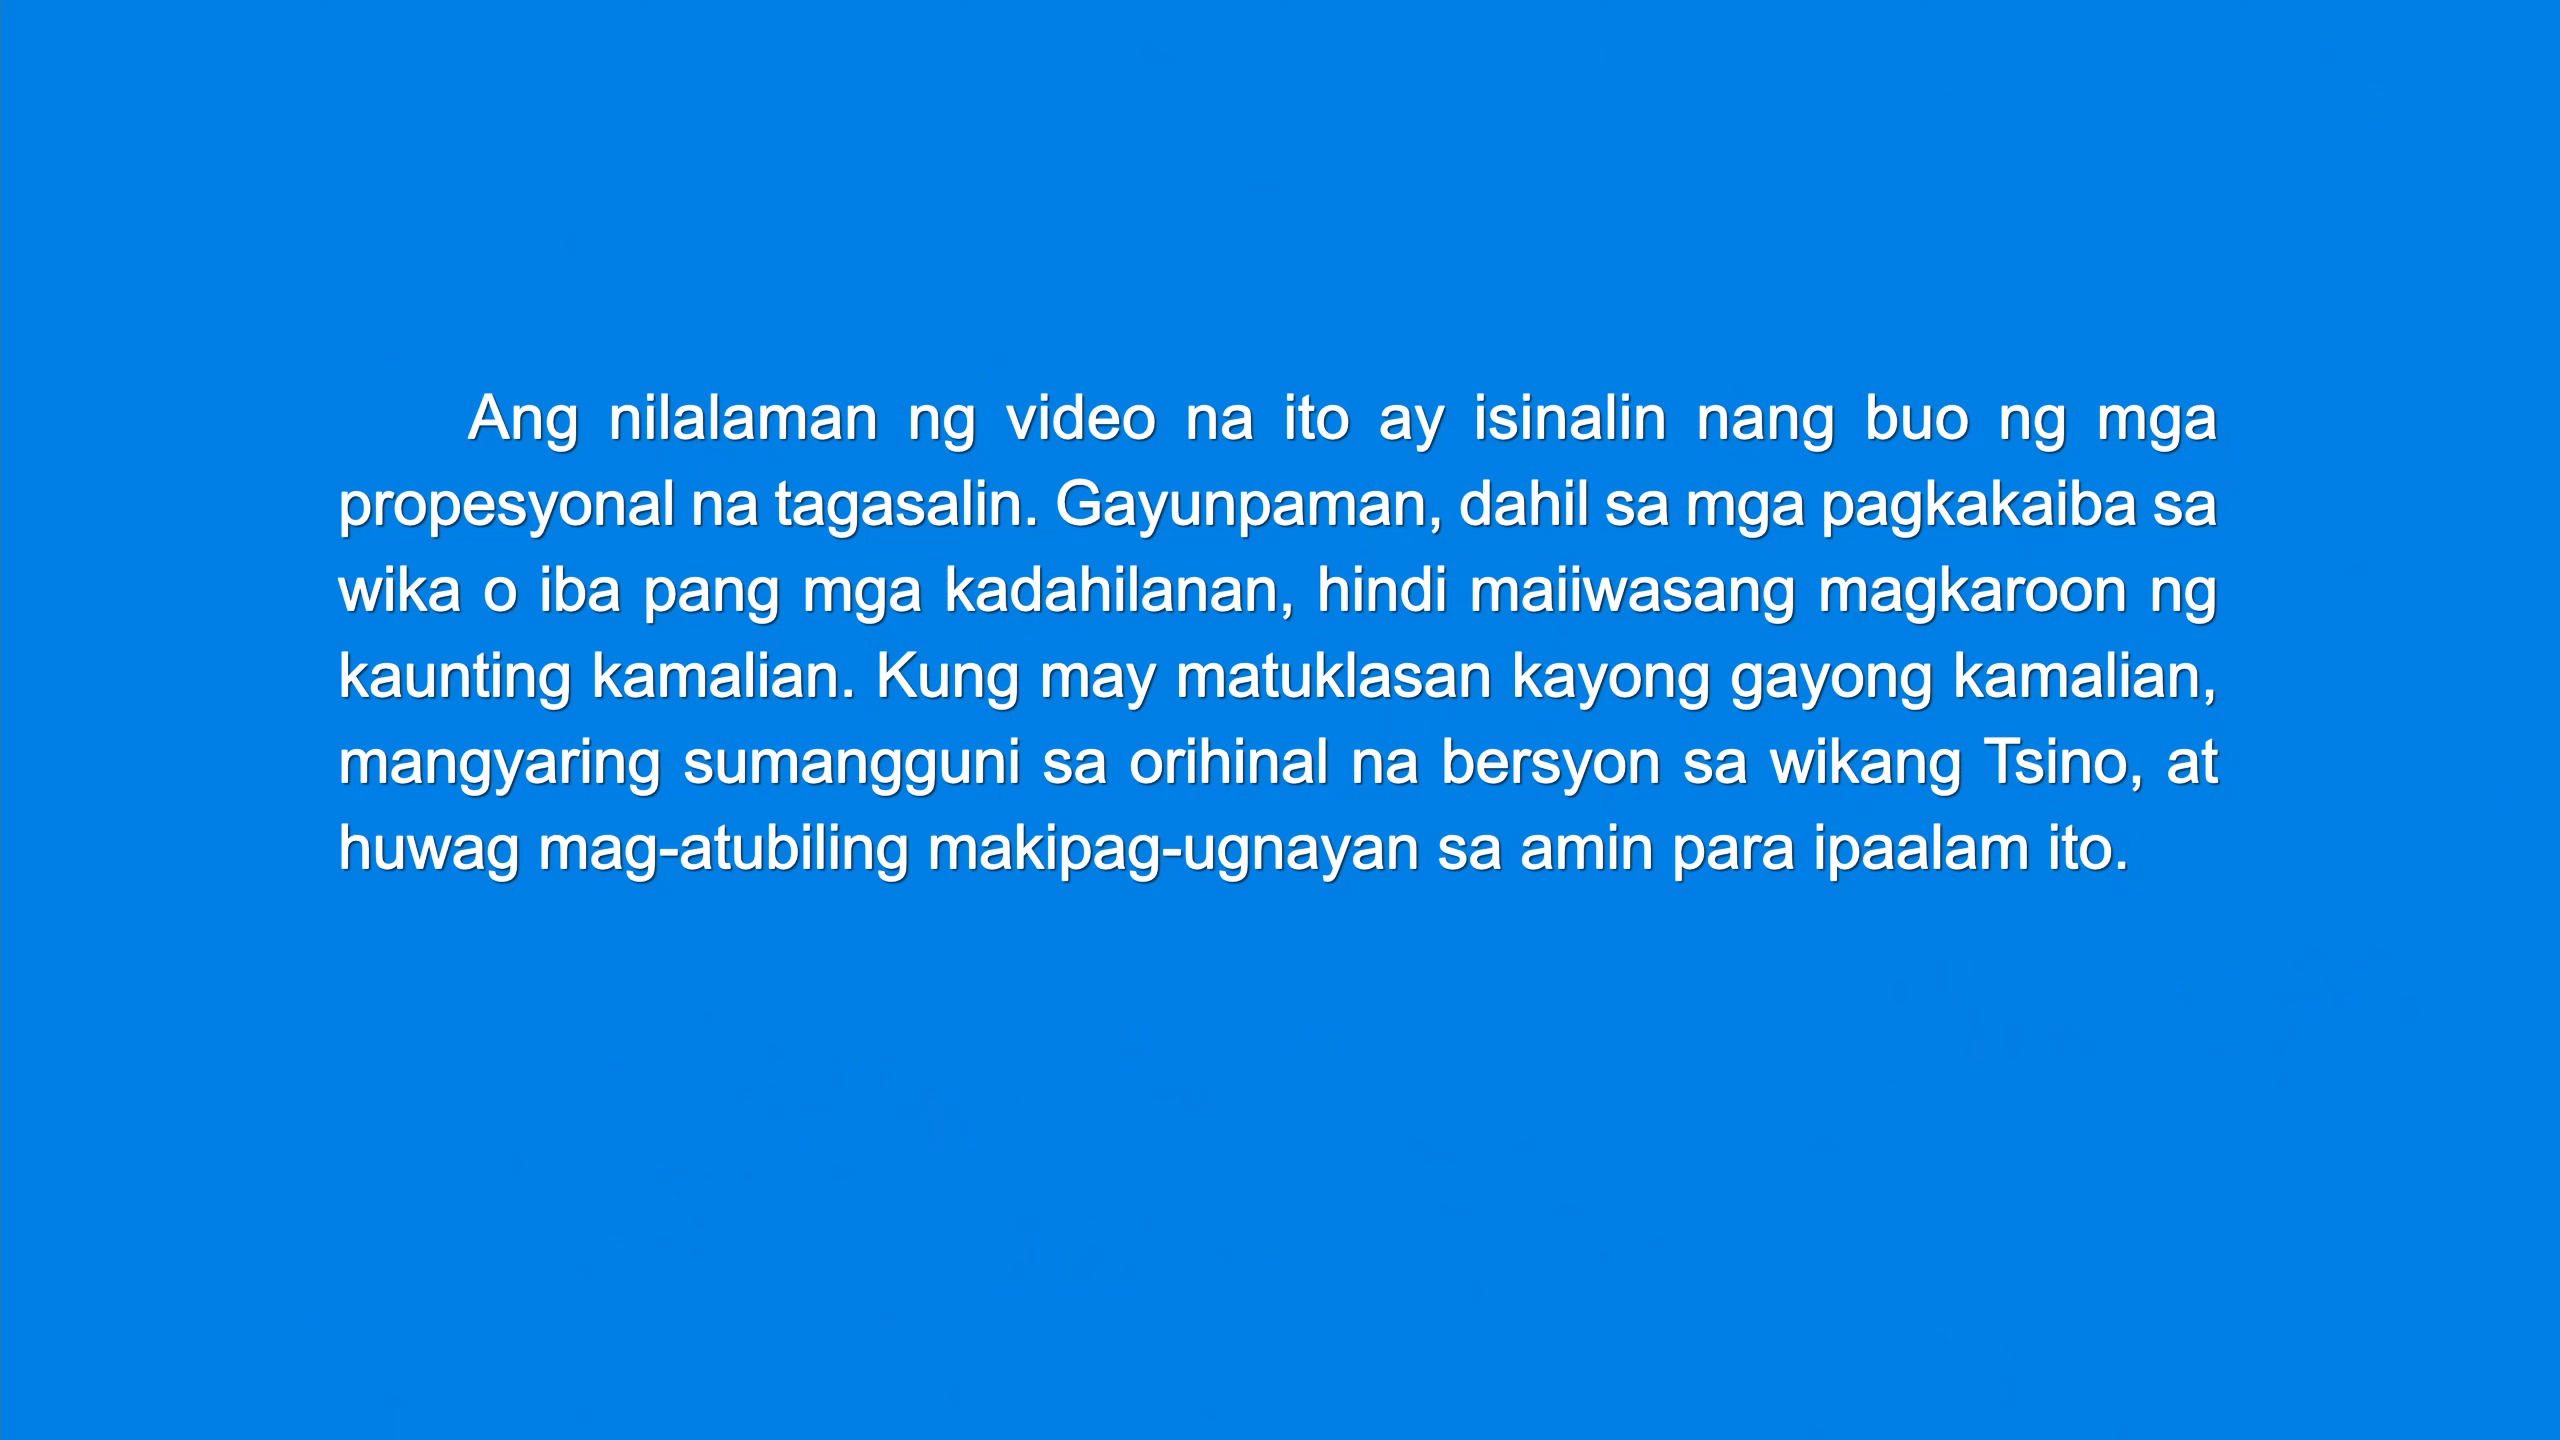 Ang nilalaman ng video na ito ay isinalin nang buo ng mga
propesyonal na tagasalin. Gayunpaman, dahil sa mga pagkakaiba sa
wika o iba pang mga kadahilanan, hindi maiiwasang magkaroon ng
kaunting kamalian. Kung may matuklasan kayong gayong kamalian,
mangyaring sumangguni sa orihinal na bersyon sa wikang Tsino, at
huwag mag-atubiling makipag-ugnayan sa amin para ipaalam ito.